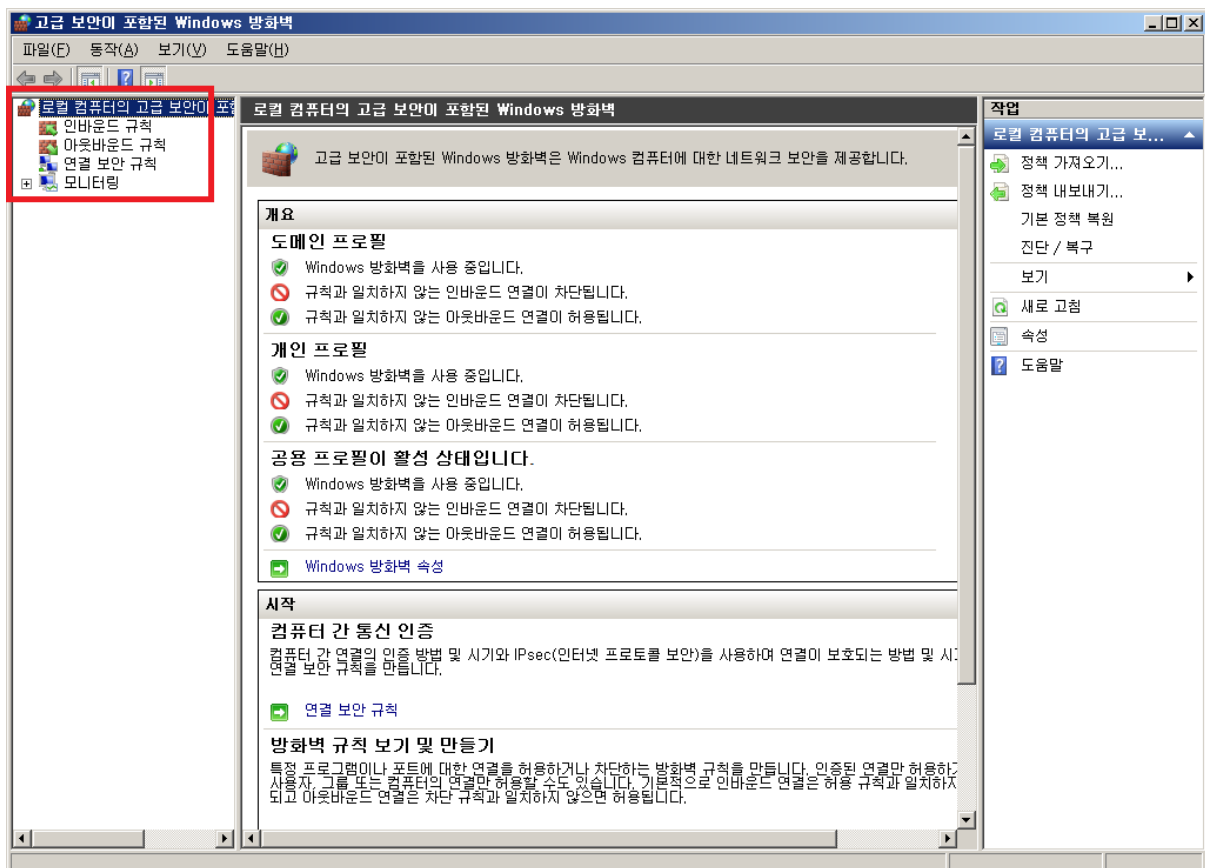 고급 보안이 포함된 Windows 방화벽
파일(F) 동작(A) 보기(V) 도움말(H)
로컬 컴퓨터의 고급 보안이 포함
인바운드 규칙
아웃바운드 규칙
연결 보안 규칙
모니터링
로컬 컴퓨터의 고급 보안이 포함된 Windows 방화벽
고급 보안이 포함된 Windows 방화벽은 Windows 컴퓨터에 대한 네트워크 보안을 제공합니다.
개요
도메인 프로필
Windows 방화벽을 사용 중입니다.
규칙과 일치하지 않는 인바운드 연결이 차단됩니다.
규칙과 일치하지 않는 아웃바운드 연결이 허용됩니다.
개인 프로필
Windows 방화벽을 사용 중입니다.
규칙과 일치하지 않는 인바운드 연결이 차단됩니다.
규칙과 일치하지 않는 아웃바운드 연결이 허용됩니다.
공용 프로필이 활성 상태입니다.
Windows 방화벽을 사용 중입니다.
규칙과 일치하지 않는 인바운드 연결이 차단됩니다.
규칙과 일치하지 않는 아웃바운드 연결이 허용됩니다.
Windows 방화벽 속성
시작
컴퓨터 간 통신 인증
컴퓨터 간 연결의 인증 방법 및 시기와 IPsec(인터넷 프로토콜 보안)을 사용하여 연결이 보호되는 방법 및
연결 보안 규칙을 만듭니다.
연결 보안 규칙
방화벽 규칙 보기 및 만들기
특정 프로그램이나 포트에 대한 연결을 허용하거나 차단하는 방화벽 규칙을 만듭니다. 인증된 연결만 허용하
사용자, 그룹 또는 컴퓨터의 연결만 허용할 수도 있습니다. 기본적으로 인바운드 연결은 허용 규칙과 일치하지
되고 아웃바운드 연결은 차단 규칙과 일치하지 않으면 허용됩니다.
작업
로컬 컴퓨터의 고급 보...
정책 가져오기...
정책 내보내기...
기본 정책 복원
진단 / 복구
보기
새로 고침
속성
도움말